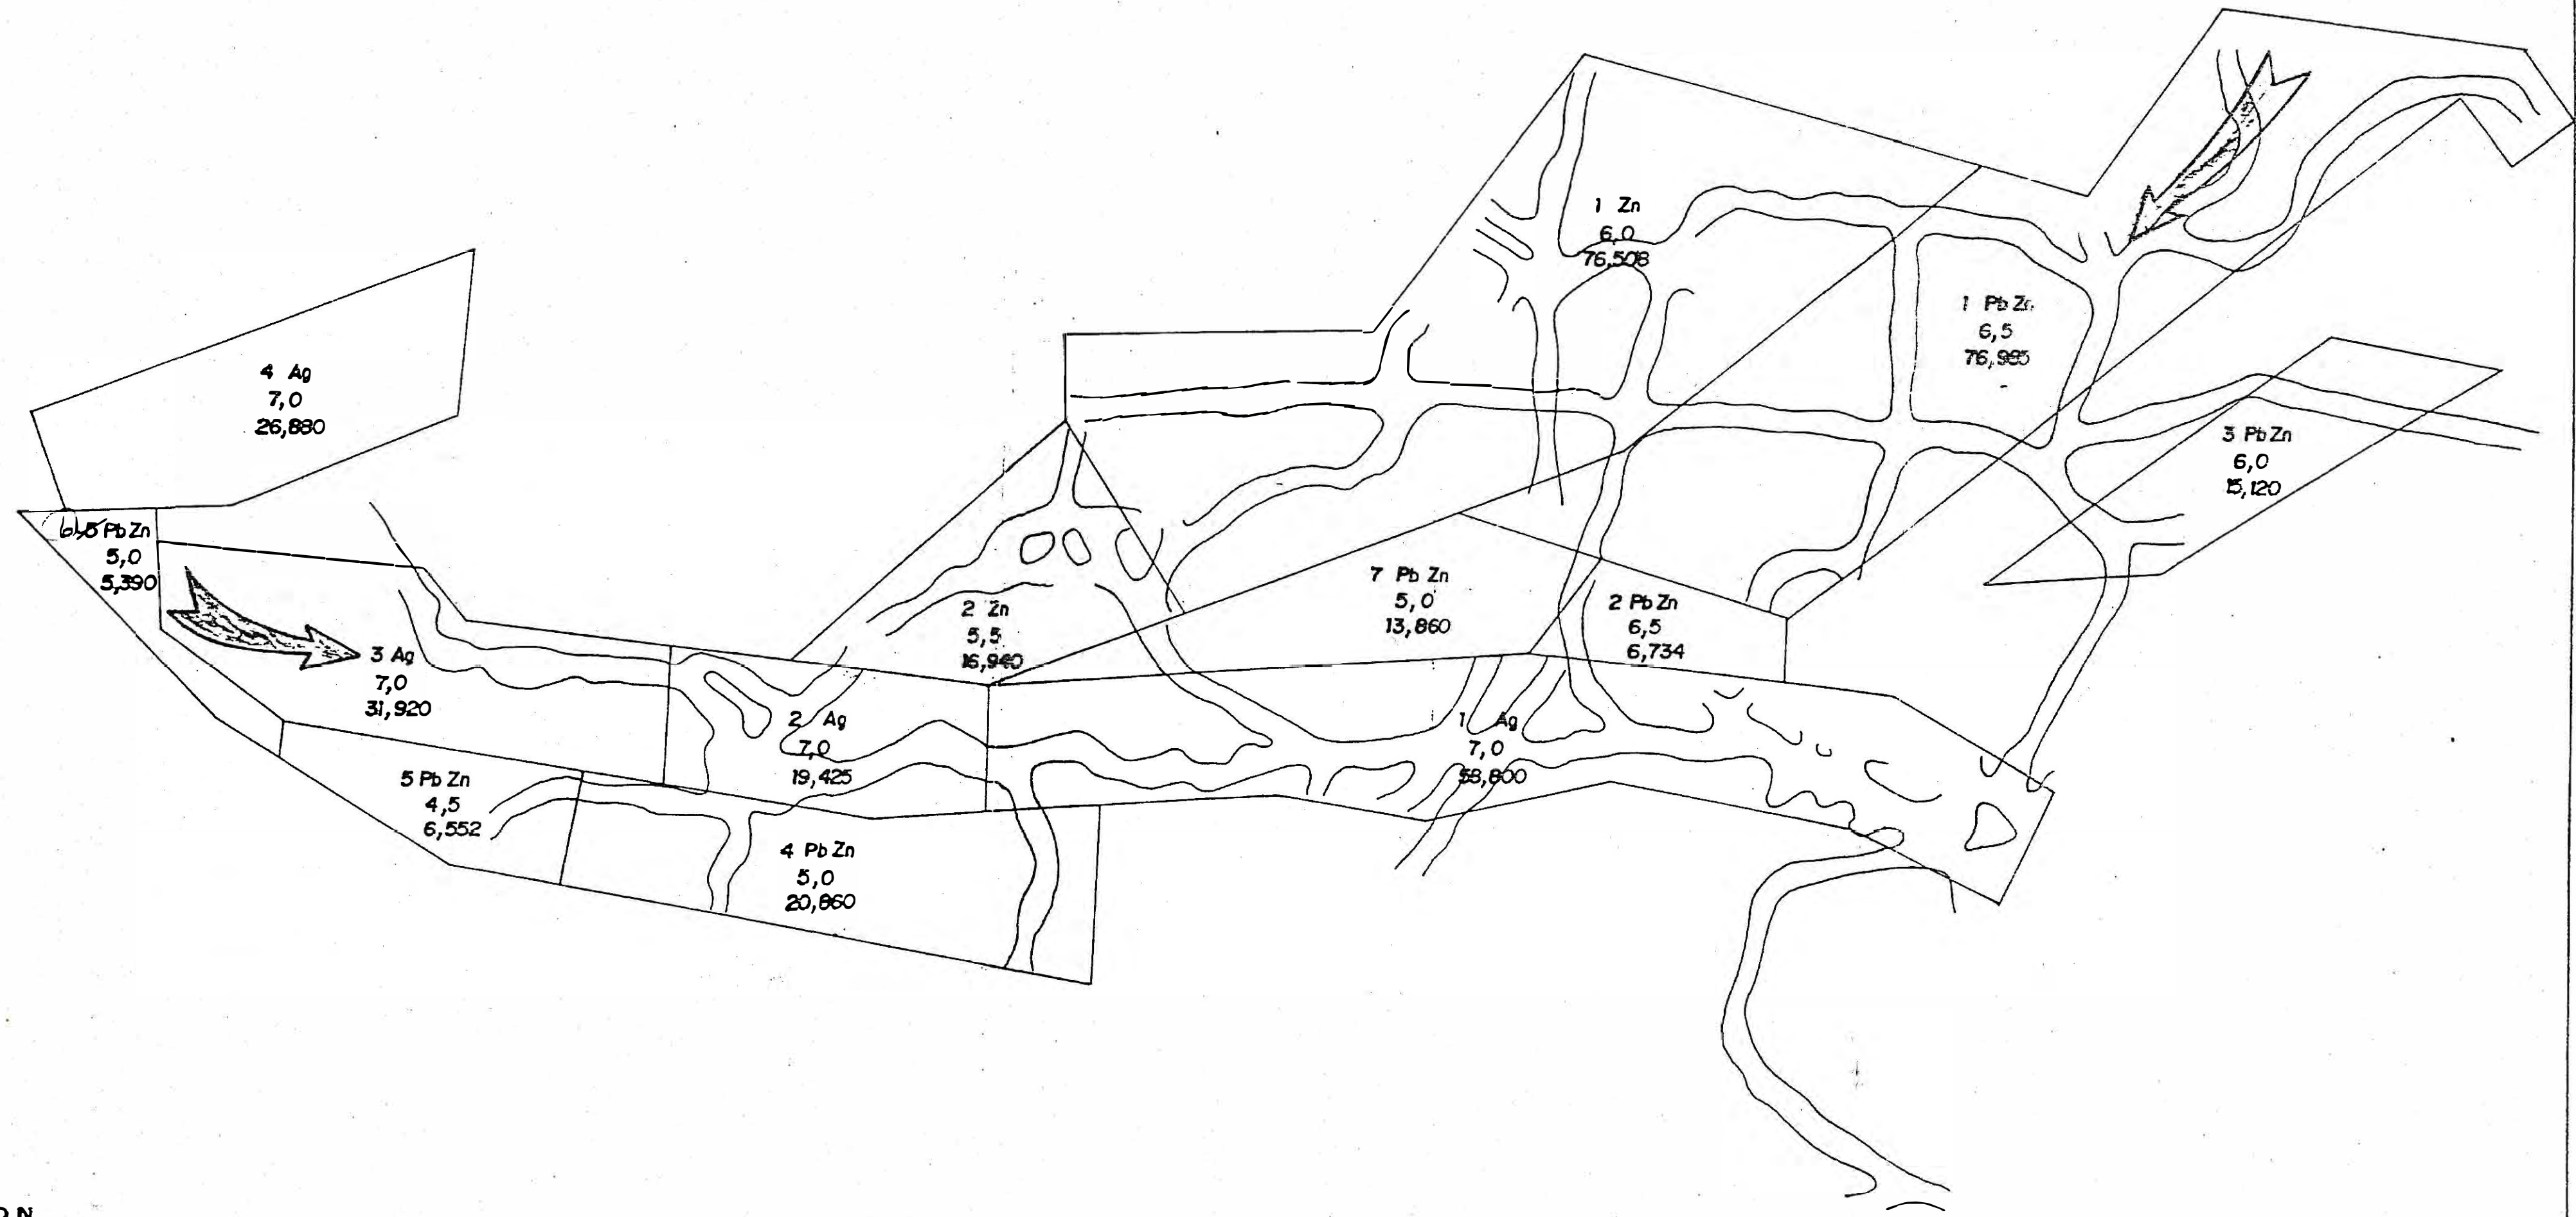 1 Zn
6,0
76,508
1 Pb Zn
6,5
76,985
4 Ag
7,0
26,880
3 Pb Zn
6,0
15,120
Pb Zn
5,0
5,390
7 Pb Zn
5,0
13,860
2 Pb Zn
6,5
6,734
2 Zn
5,5
16,940
3 Ag
7,0
31,920
2 Ag
7,0
19,425
1 Ag
7,0
58,800
5 Pb Zn
4,5
6,552
4 Pb Zn
5,0
20,860
ON